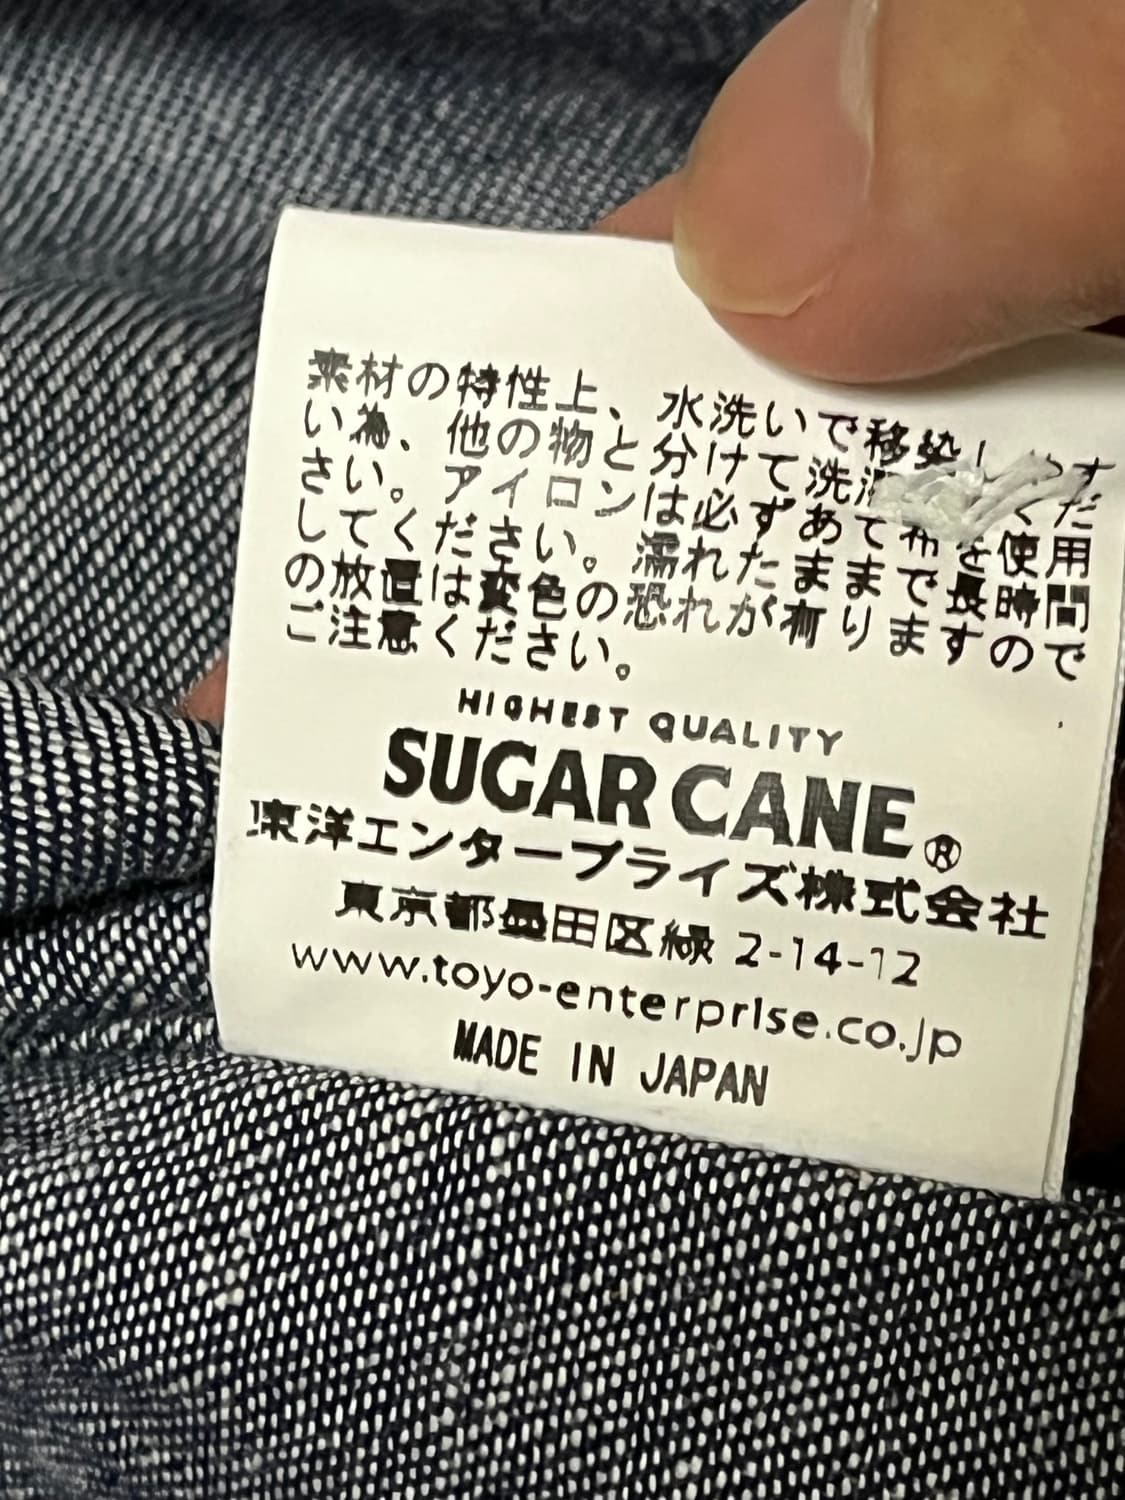 素材の特性上、水洗いで移染しやす
い為、他の物と分けて洗濯 くだ
さい。アイロンは必ずあて布を使用
してください。濡れたままで長時間
の放置は変色の恐れが有りますので
ご注意ください。
HIGHEST QUALITY
SUGAR CANE®
東洋エンタープライズ株式会社
東京都墨田区緑 2-14-12
www.toyo-enterprise.co.jp
MADE IN JAPAN